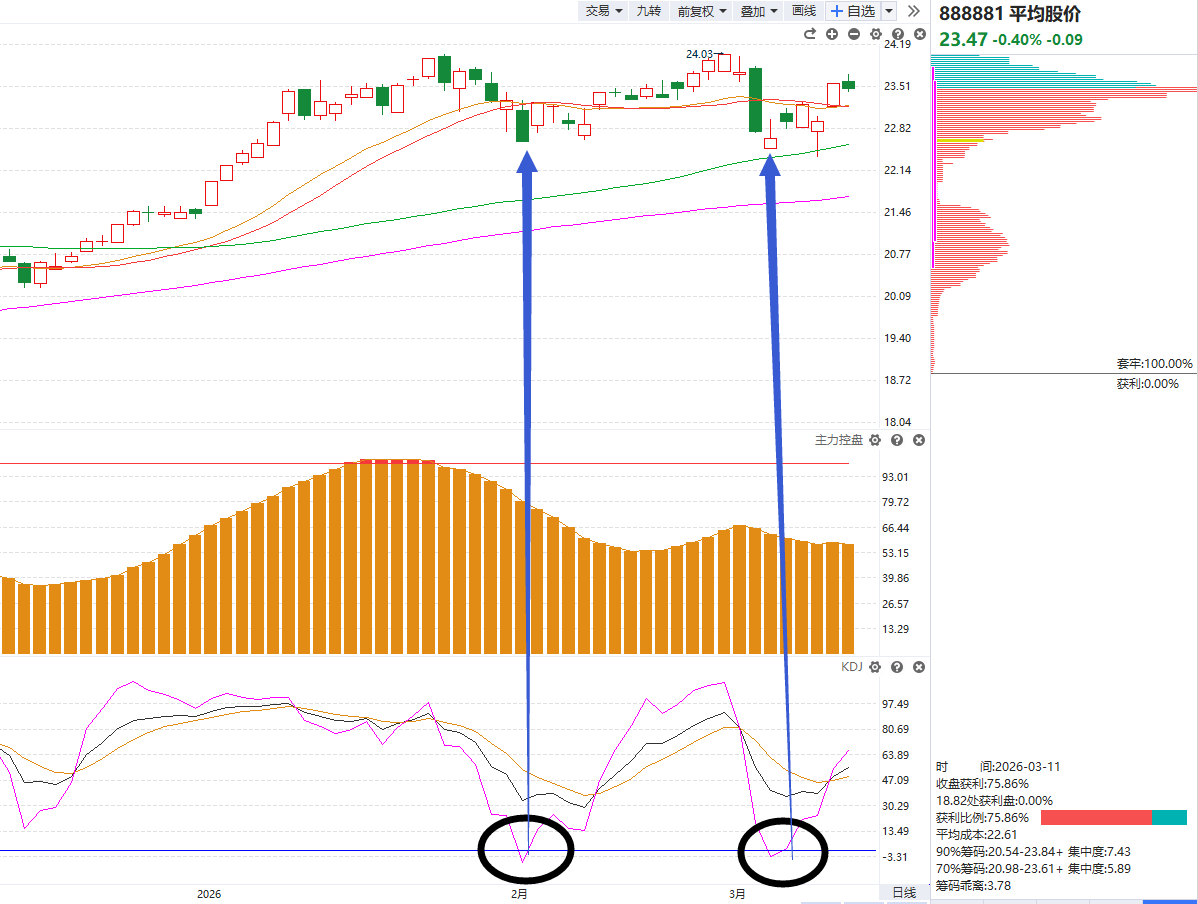 交易 九转 前复权 叠加 画线 +自选
888881 平均股价
23.47 -0.40% -0.09
24.03
24.19
23.51
22.82
22.14
21.46
20.77
20.09
19.40
18.72
18.04
套牢:100.00%
获利:0.00%
主力控盘
93.01
79.72
66.44
53.15
39.86
26.57
13.29
KDJ
97.49
80.69
63.89
47.09
30.29
13.49
-3.31
2026 2月 3月 日线
时 间:2026-03-11
收盘获利:75.86%
18.82处获利盘:0.00%
获利比例:75.86%
平均成本:22.61
90%筹码:20.54-23.84+ 集中度:7.43
70%筹码:20.98-23.61+ 集中度:5.89
筹码乖离:3.78